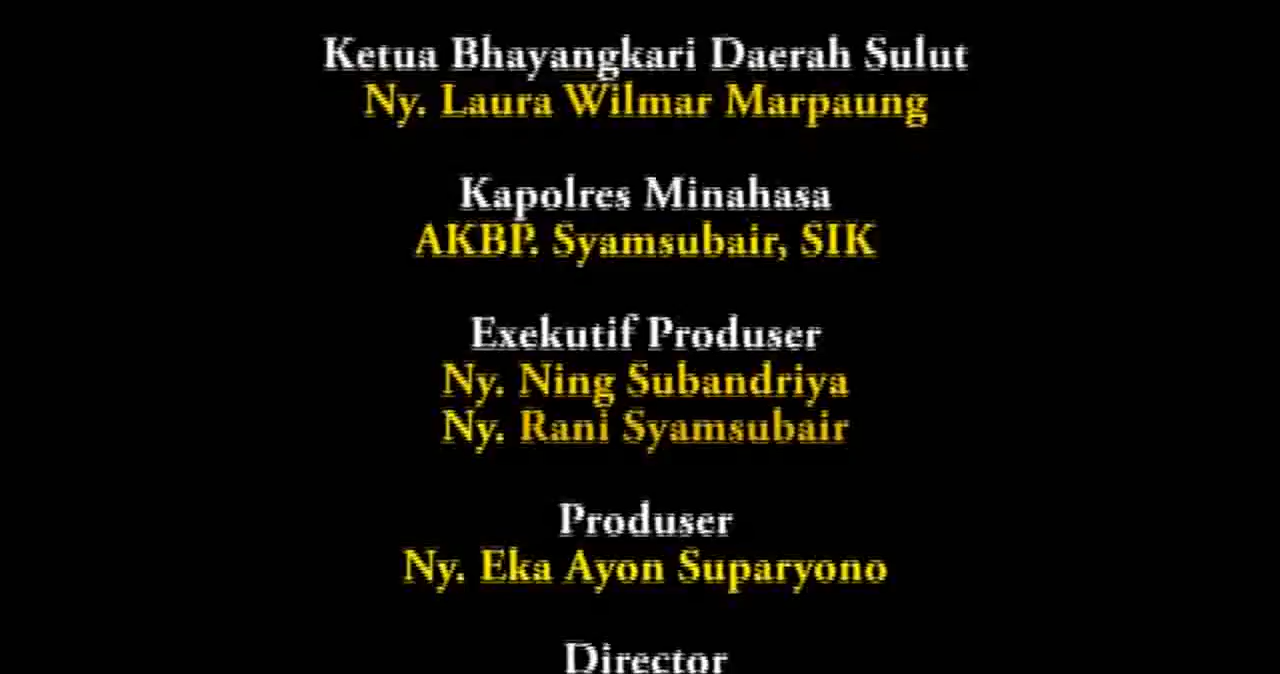 Ketua Bhayangkari Daerah Sulut
Ny. Laura Wilmar Marpaung
Kapolres Minahasa
AKBP. Syamsubair, SIK
Exekutif Produser
Ny. Ning Subandriya
Ny. Rani Syamsubair
Produser
Ny. Eka Ayon Suparyono
Director